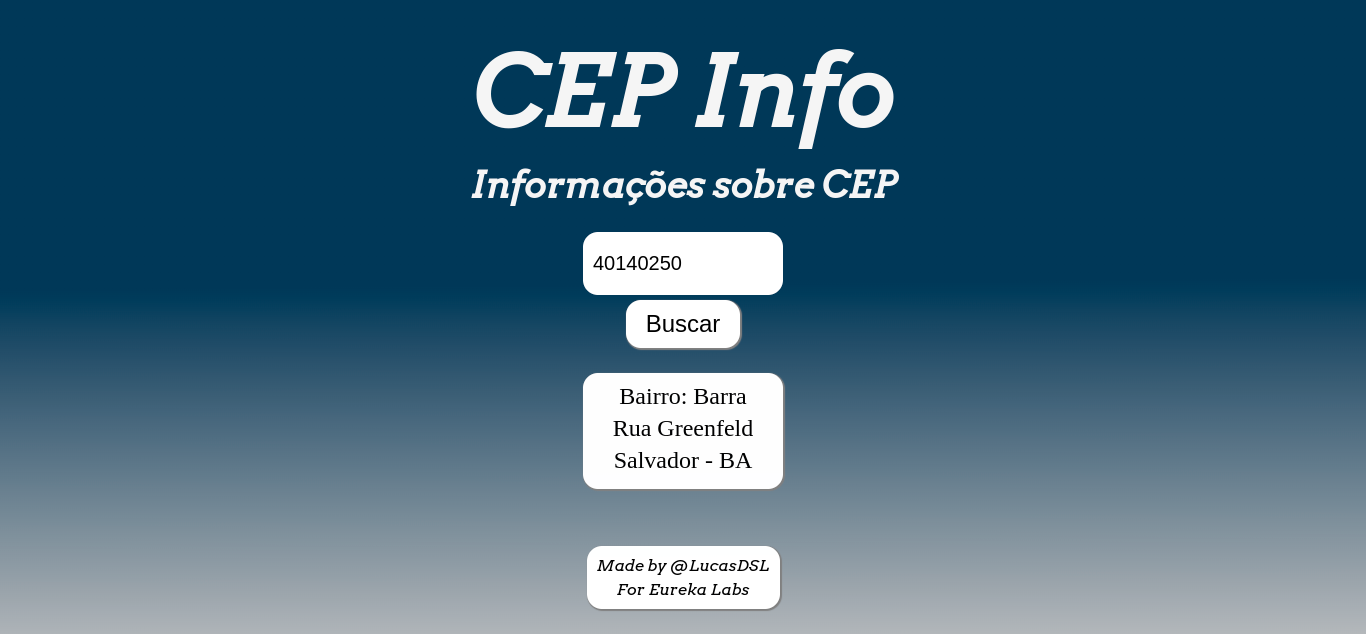 CEP Info
Informações sobre CEP
40140250
Buscar
Bairro: Barra
Rua Greenfeld
Salvador - BA
Made by @LucasDSL
For Eureka Labs